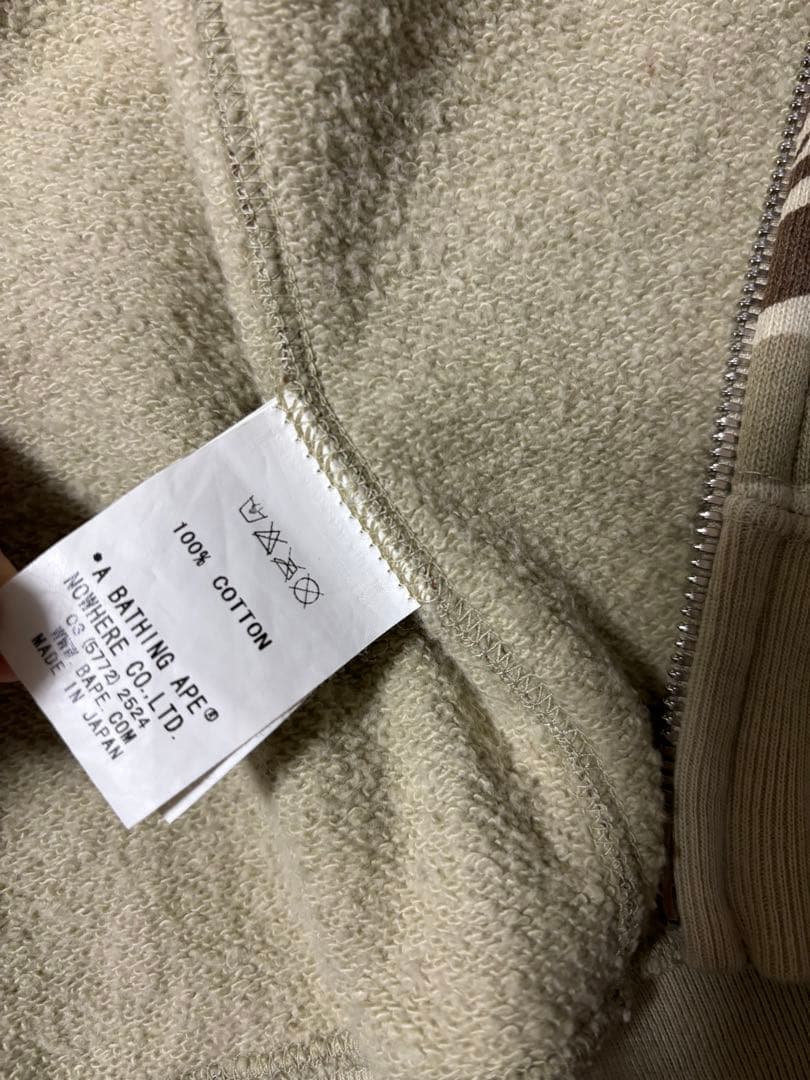 100% COTTON
•A BATHING APE®
NOWHERE CO.,LTD.
03 (5772) 2524
BAPE.COM
MADE IN JAPAN